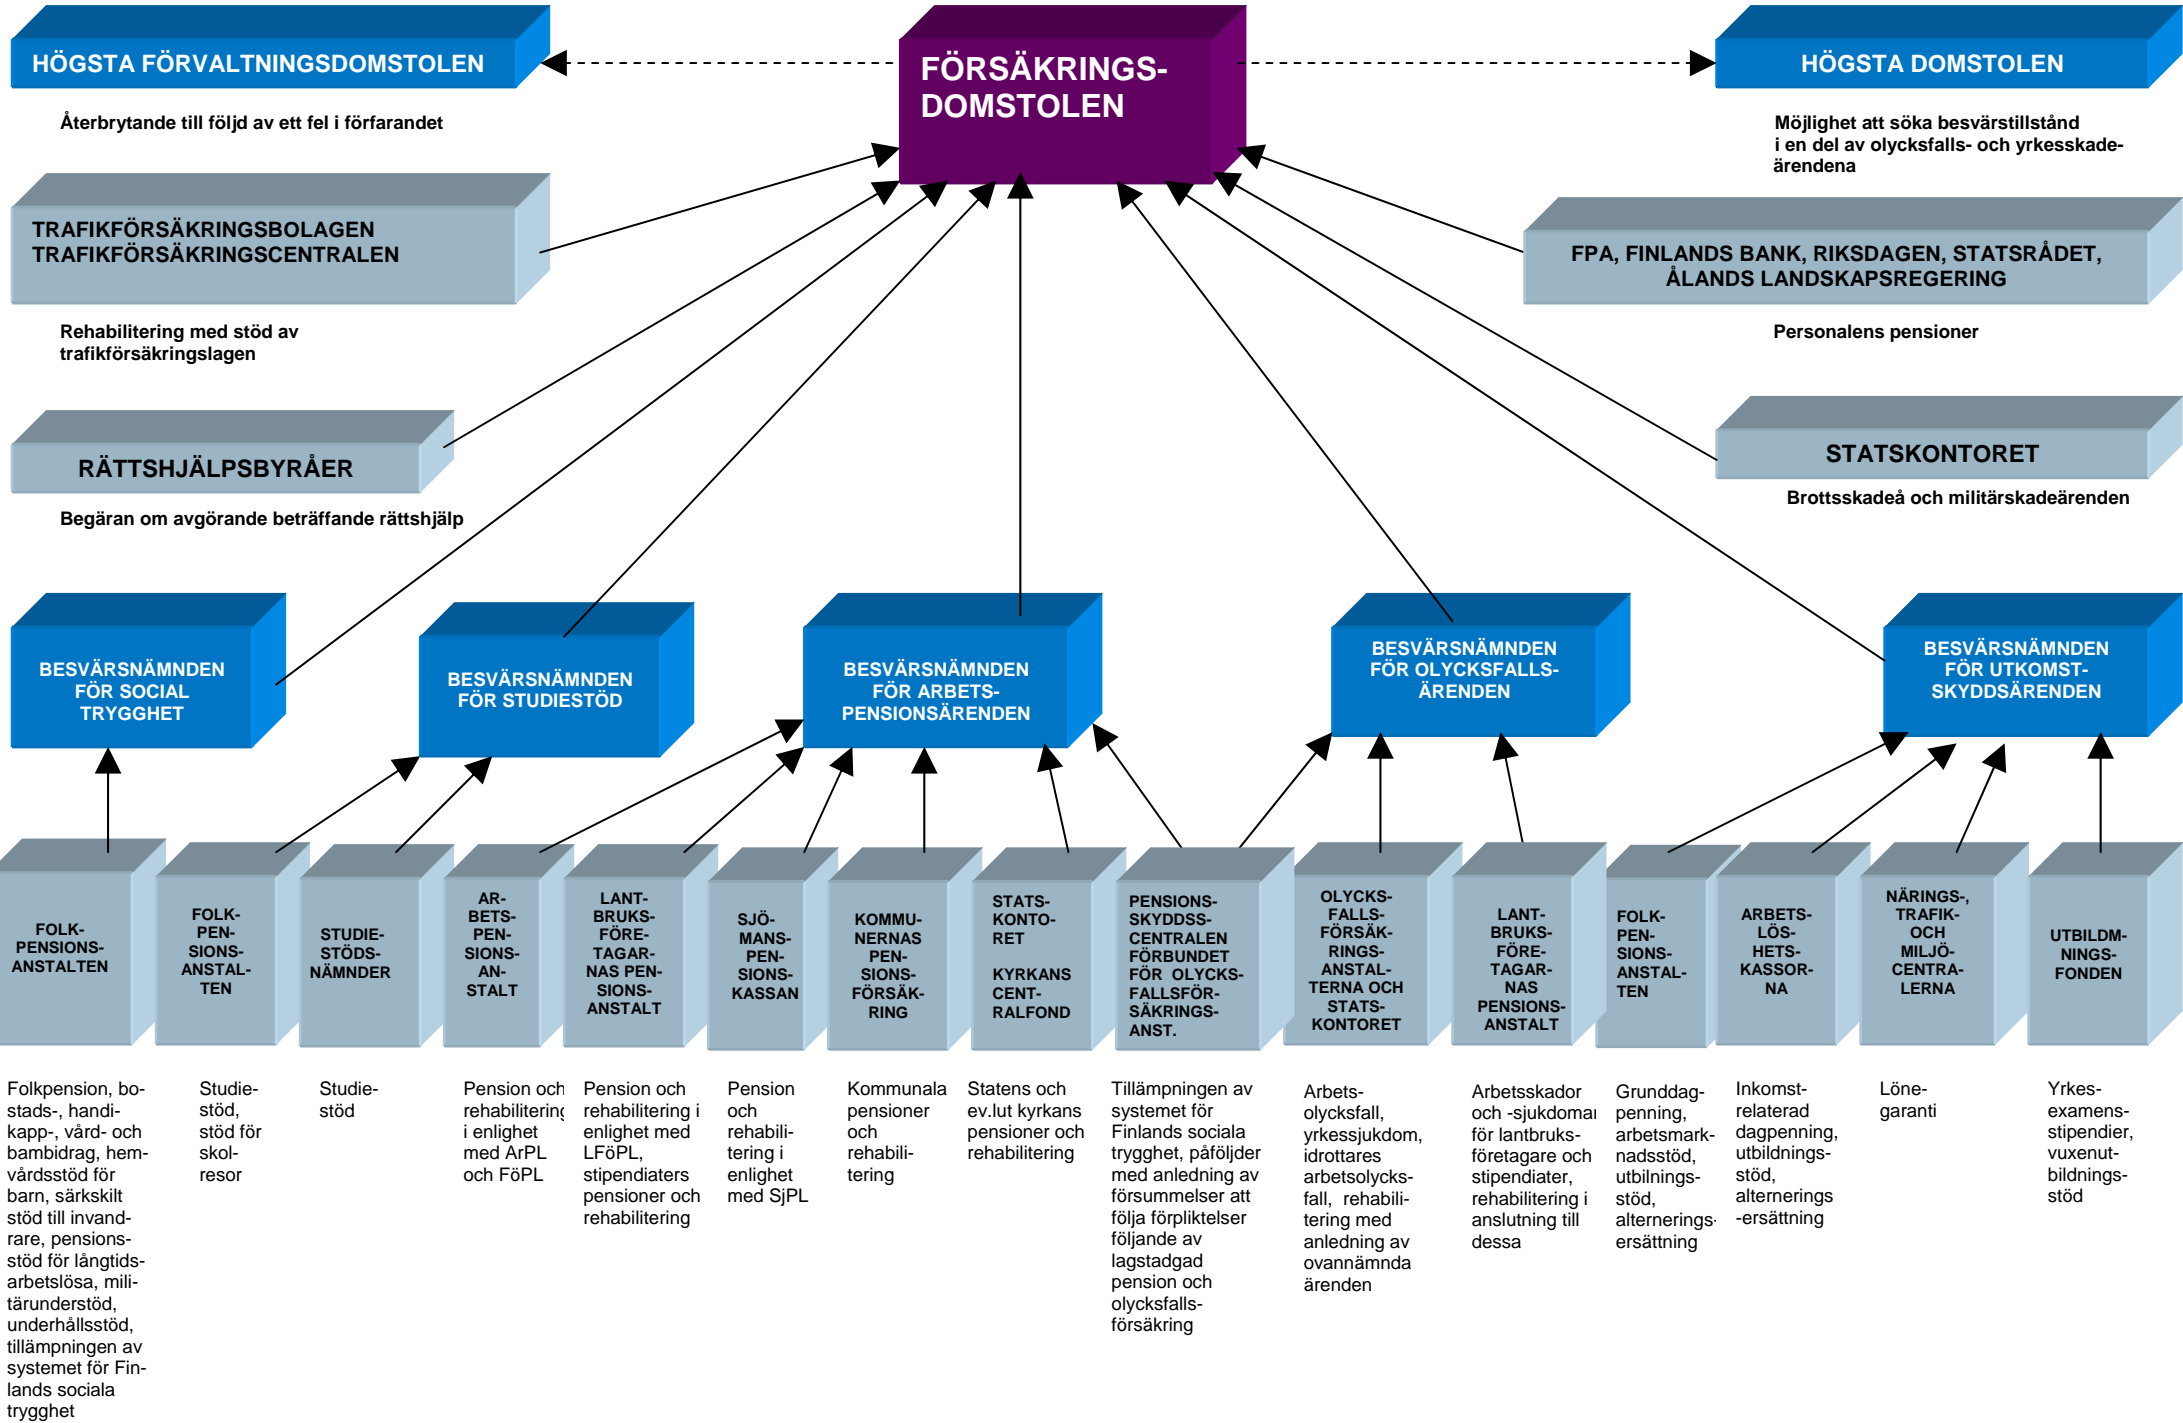 HÖGSTA FÖRVALTNINGSDOMSTOLEN
Återbrytande till följd av ett fel i förfarandet
FÖRSÄKRINGS-
DOMSTOLEN
HÖGSTA DOMSTOLEN
Möjlighet att söka besvärstillstånd
i en del av olycksfalls- och yrkesskade-
ärendena
TRAFIKFÖRSÄKRINGSBOLAGEN
TRAFIKFÖRSÄKRINGSCENTRALEN
Rehabilitering med stöd av
trafikförsäkringslagen
FPA, FINLANDS BANK, RIKSDAGEN, STATSRÅDET,
ÅLANDS LANDSKAPSREGERING
Personalens pensioner
RÄTTSHJÄLPSBYRÅER
Begäran om avgörande beträffande rättshjälp
STATSKONTORET
Brottsskadeå och militärskadeärenden
BESVÄRSNÄMNDEN
FÖR SOCIAL
TRYGGHET
BESVÄRSNÄMNDEN
FÖR STUDIESTÖD
BESVÄRSNÄMNDEN
FÖR ARBETS-
PENSIONSÄRENDEN
BESVÄRSNÄMNDEN
FÖR OLYCKSFALLS-
ÄRENDEN
BESVÄRSNÄMNDEN
FÖR UTKOMST-
SKYDDSÄRENDEN
FOLK-
PENSIONS-
ANSTALTEN
FOLK-
PEN-
SIONS-
ANSTAL-
TEN
STUDIE-
STÖDS-
NÄMNDER
AR-
BETS-
PEN-
SIONS-
AN-
STALT
LANT-
BRUKS-
FÖRE-
TAGAR-
NAS PEN-
SIONS-
ANSTALT
SJÖ-
MANS-
PEN-
SIONS-
KASSAN
KOMMU-
NERNAS
PEN-
SIONS-
FÖRSÄK-
RING
STATS-
KONTO-
RET
KYRKANS
CENT-
RALFOND
PENSIONS-
SKYDDSS-
CENTRALEN
FÖRBUNDET
FÖR OLYCKS-
FALLSFÖR-
SÄKRINGS-
ANST.
OLYCKS-
FALLS-
FÖRSÄK-
RINGS-
ANSTAL-
TERNA OCH
STATS-
KONTORET
LANT-
BRUKS-
FÖRE-
TAGAR-
NAS
PENSIONS-
ANSTALT
FOLK-
PEN-
SIONS-
ANSTAL-
TEN
ARBETS-
LÖS-
HETS-
KASSOR-
NA
NÄRINGS-,
TRAFIK-
OCH
MILJÖ-
CENTRA-
LERNA
UTBILDM-
NINGS-
FONDEN
Folkpension, bo-
stads-, handi-
kapp-, vård- och
bambidrag, hem-
vårdsstöd för
barn, särkskilt
stöd till invand-
rare, pensions-
stöd för långtids-
arbetslösa, mili-
tärunderstöd,
underhållsstöd,
tillämpningen av
systemet för Fin-
lands sociala
trygghet
Studie-
stöd,
stöd för
skol-
resor
Studie-
stöd
Pension och
rehabilitering
i enlighet
med ArPL
och FöPL
Pension och
rehabilitering i
enlighet med
LFöPL,
stipendiaters
pensioner och
rehabilitering
Pension
och
rehabili-
tering i
enlighet
med SjPL
Kommunala
pensioner
och
rehabili-
tering
Statens och
ev.lut kyrkans
pensioner och
rehabilitering
Tillämpningen av
systemet för
Finlands sociala
trygghet, påföljder
med anledning av
försummelser att
följa förpliktelser
följande av
lagstadgad
pension och
olycksfalls-
försäkring
Arbets-
olycksfall,
yrkessjukdom,
idrottares
arbetsolycks-
fall, rehabili-
tering med
anledning av
ovannämnda
ärenden
Arbetsskador
och -sjukdomar
för lantbruks-
företagare och
stipendiater,
rehabilitering i
anslutning till
dessa
Grunddag-
penning,
arbetsmark-
nadsstöd,
utbilnings-
stöd,
alternerings-
ersättning
Inkomst-
relaterad
dagpenning,
utbildnings-
stöd,
alternerings
-ersättning
Löne-
garanti
Yrkes-
examens-
stipendier,
vuxenut-
bildnings-
stöd